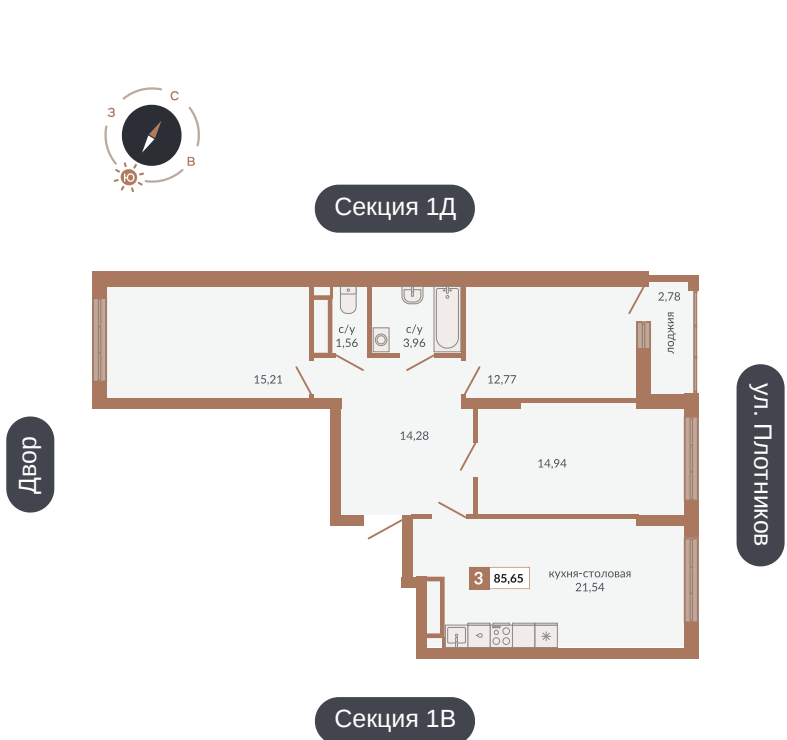 С
З
В
Ю
Секция 1Д
2,78
лоджия
с/у
1,56
с/у
3,96
15,21
12,77
ул. Плотников
Двор
14,28
14,94
3 85,65
кухня-столовая
21,54
Секция 1В